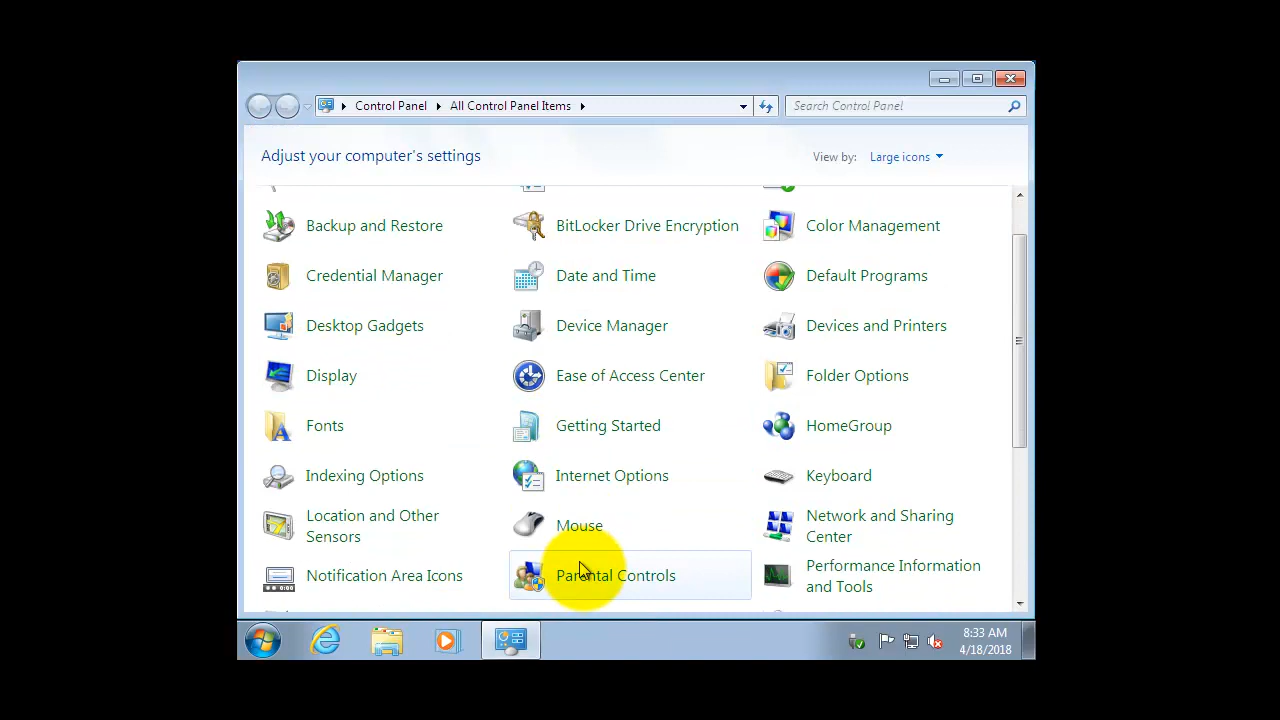 Control Panel All Control Panel Items Search Control Panel
Adjust your computer's settings View by: Large icons
Backup and Restore BitLocker Drive Encryption Color Management
Credential Manager Date and Time Default Programs
Desktop Gadgets Device Manager Devices and Printers
Display Ease of Access Center Folder Options
Fonts Getting Started HomeGroup
Indexing Options Internet Options Keyboard
Location and Other
Sensors
Mouse
Network and Sharing
Center
Notification Area Icons
Parental Controls
Performance Information
and Tools
8:33 AM
4/18/2018